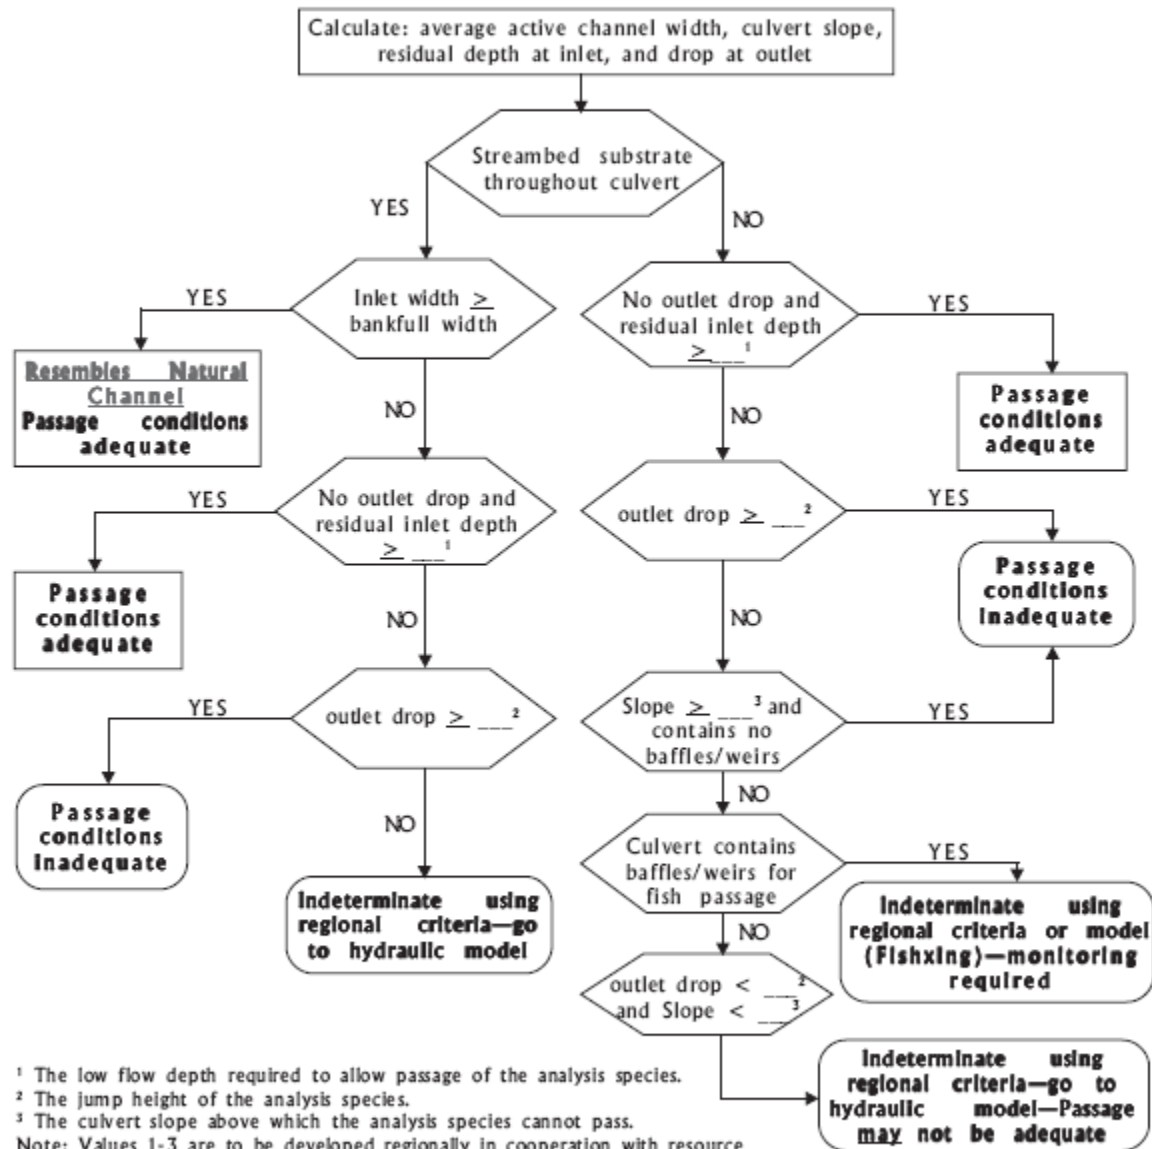 Calculate: average active channel width, culvert slope,
residual depth at inlet, and drop at outlet
Streambed substrate
throughout culvert
YES
NO
Inlet width ≥
bankfull width
No outlet drop and
residual inlet depth
≥ ___¹
YES
YES
Resembles Natural
Channel
Passage conditions
adequate
NO
NO
Passage
conditions
adequate
No outlet drop and
residual inlet depth
≥ ___¹
outlet drop ≥ ___²
YES
YES
Passage
conditions
adequate
NO
NO
Passage
conditions
inadequate
outlet drop ≥ ___²
Slope ≥ ___³ and
contains no
baffles/weirs
YES
YES
Passage
conditions
inadequate
NO
NO
Culvert contains
baffles/weirs for
fish passage
YES
Indeterminate using
regional criteria—go
to hydraulic model
Indeterminate using
regional criteria or model
(Fishxing)—monitoring
required
NO
outlet drop < ___²
and Slope < ___³
Indeterminate using
regional criteria—go to
hydraulic model—Passage
may not be adequate
¹ The low flow depth required to allow passage of the analysis species.
² The jump height of the analysis species.
³ The culvert slope above which the analysis species cannot pass.
Note: Values 1-3 are to be developed regionally in cooperation with resource